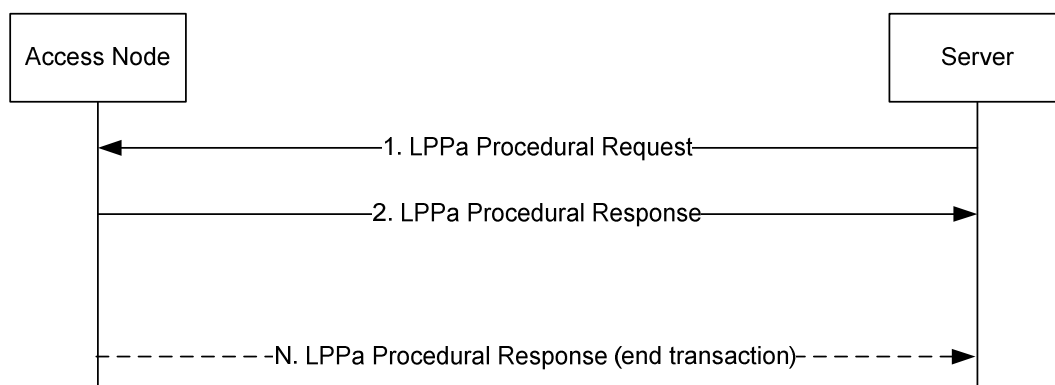 Access Node
Server
1. LPPa Procedural Request
2. LPPa Procedural Response
N. LPPa Procedural Response (end transaction)